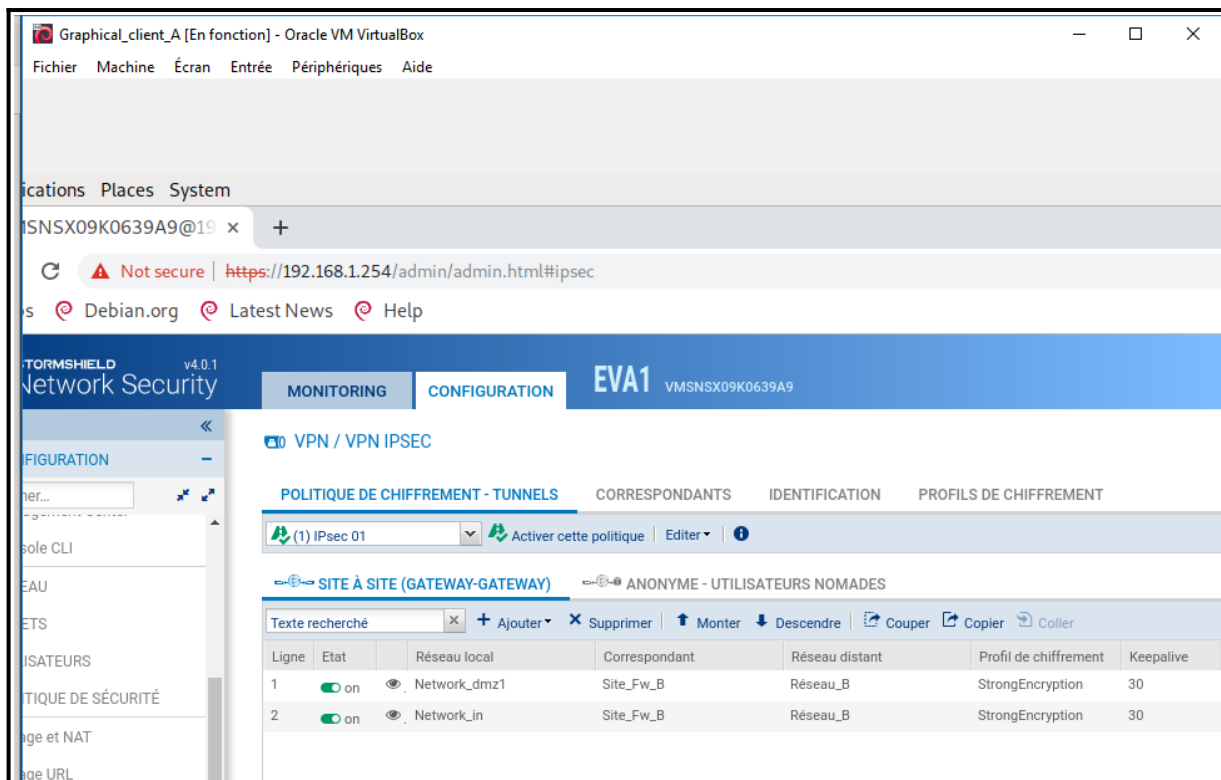 Graphical_client_A [En fonction] - Oracle VM VirtualBox
Fichier Machine Écran Entrée Périphériques Aide
ications Places System
MSNSX09K0639A9@19
Not secure | https://192.168.1.254/admin/admin.html#ipsec
s Debian.org Latest News Help
TORMSHIELD v4.0.1
Network Security
MONITORING CONFIGURATION EVA1 VMSNSX09K0639A9
VPN / VPN IPSEC
FIGURATION
her...
POLITIQUE DE CHIFFREMENT - TUNNELS CORRESPONDANTS IDENTIFICATION PROFILS DE CHIFFREMENT
sole CLI
(1) IPsec 01 Activer cette politique Editer
EAU
SITE À SITE (GATEWAY-GATEWAY) ANONYME - UTILISATEURS NOMADES
ETS
Texte recherché Ajouter Supprimer Monter Descendre Couper Copier Coller
ISATEURS
Ligne Etat Réseau local Correspondant Réseau distant Profil de chiffrement Keepalive
1 on Network_dmz1 Site_Fw_B Réseau_B StrongEncryption 30
TIQUE DE SÉCURITÉ
2 on Network_in Site_Fw_B Réseau_B StrongEncryption 30
age et NAT
age URL